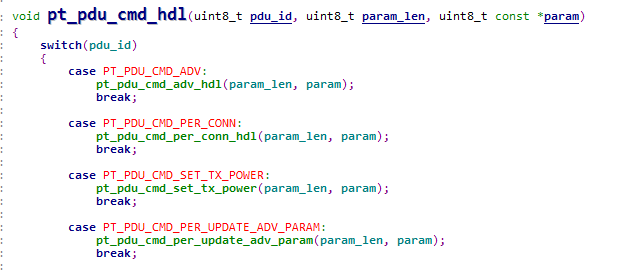 void pt_pdu_cmd_hdl(uint8_t pdu_id, uint8_t param_len, uint8_t const *param)
{
    switch(pdu_id)
    {
        case PT_PDU_CMD_ADV:
            pt_pdu_cmd_adv_hdl(param_len, param);
            break;

        case PT_PDU_CMD_PER_CONN:
            pt_pdu_cmd_per_conn_hdl(param_len, param);
            break;

        case PT_PDU_CMD_SET_TX_POWER:
            pt_pdu_cmd_set_tx_power(param_len, param);
            break;

        case PT_PDU_CMD_PER_UPDATE_ADV_PARAM:
            pt_pdu_cmd_per_update_adv_param(param_len, param);
            break;